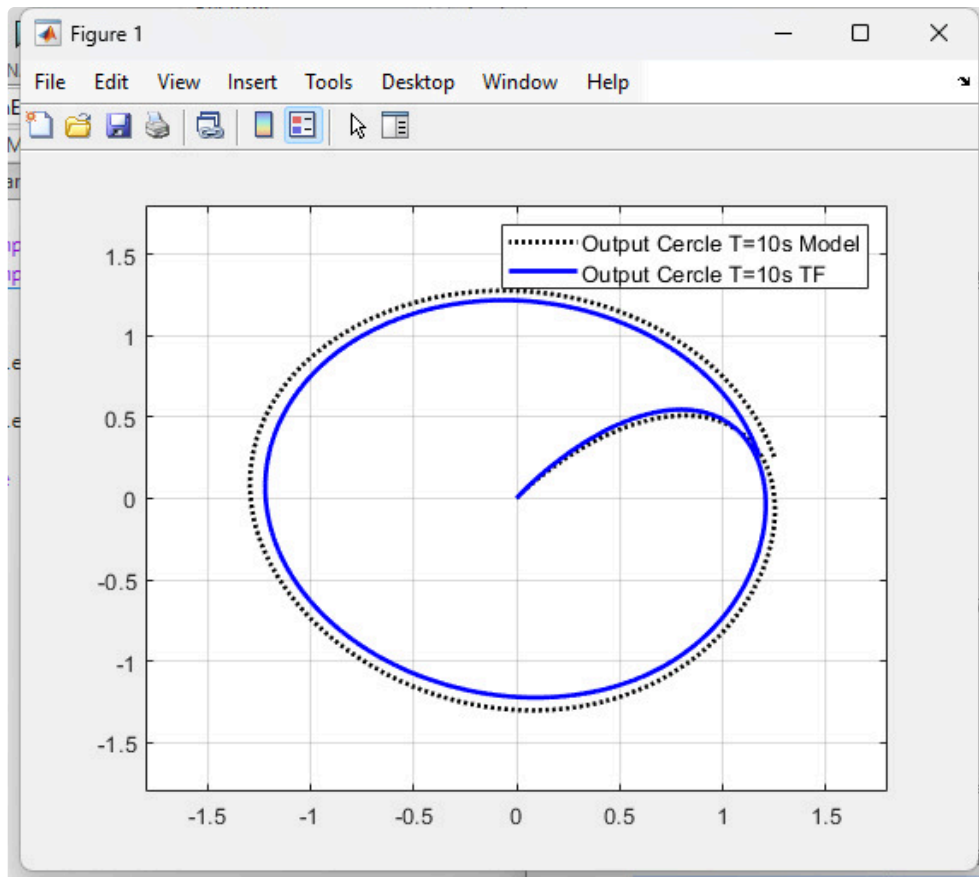 Figure 1
File Edit View Insert Tools Desktop Window Help
Output Cercle T=10s Model
Output Cercle T=10s TF
1.5
1
0.5
0
-0.5
-1
-1.5
-1.5 -1 -0.5 0 0.5 1 1.5